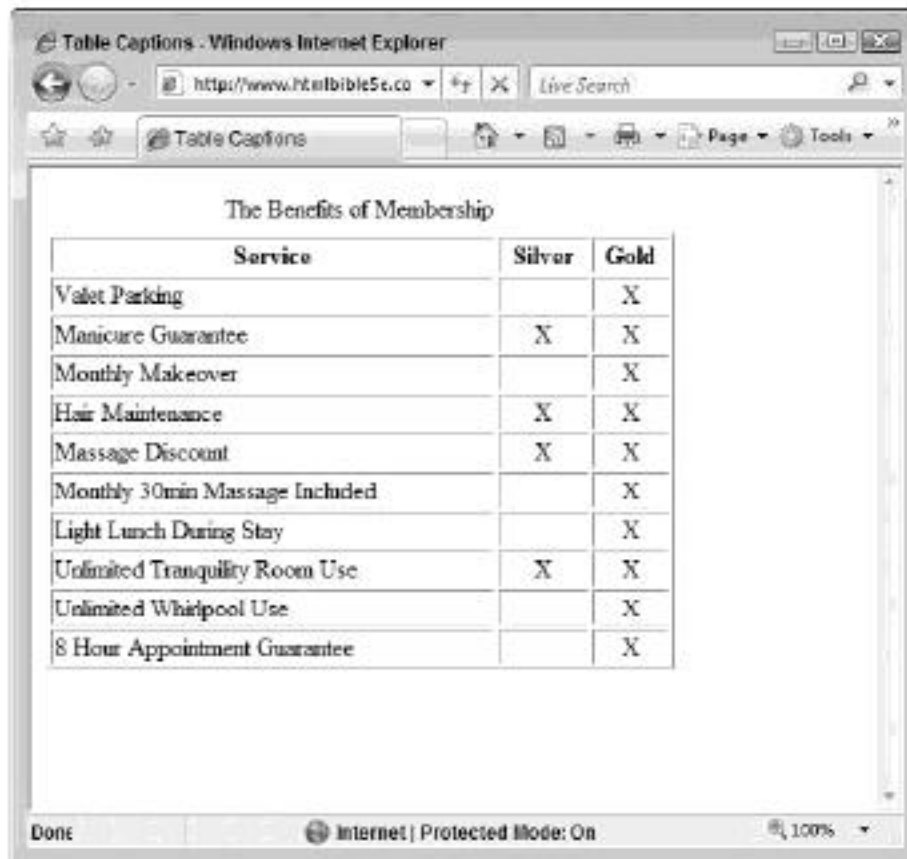 Table Captions - Windows Internet Explorer
http://www.htmlbible5e.co Live Search
Table Captions Page Tools »
The Benefits of Membership
Service Silver Gold
Valet Parking X
Manicure Guarantee X X
Monthly Makeover X
Hair Maintenance X X
Massage Discount X X
Monthly 30min Massage Included X
Light Lunch During Stay X
Unlimited Tranquility Room Use X X
Unlimited Whirlpool Use X
8 Hour Appointment Guarantee X
Done Internet | Protected Mode: On 100%